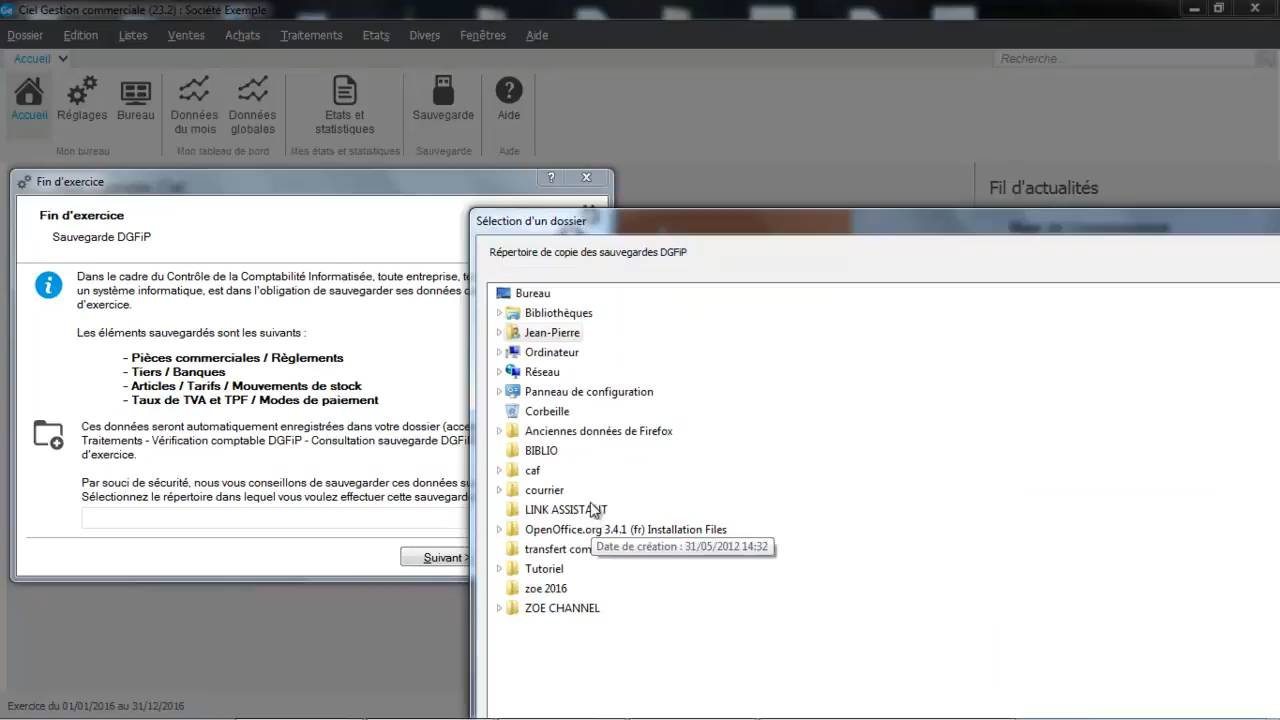 Ciel Gestion commerciale (23.2) : Société Exemple
Dossier Edition Listes Ventes Achats Traitements Etats Divers Fenêtres Aide
Accueil
Recherche...
Accueil Réglages Bureau Données du mois Données globales Etats et statistiques Sauvegarde Aide
Mon bureau Mon tableau de bord Mes états et statistiques Sauvegarde Aide
Fil d'actualités
Fin d'exercice
Fin d'exercice
Sauvegarde DGFiP
Dans le cadre du Contrôle de la Comptabilité Informatisée, toute entreprise,
un système informatique, est dans l'obligation de sauvegarder ses données
d'exercice.
Les éléments sauvegardés sont les suivants :
- Pièces commerciales / Règlements
- Tiers / Banques
- Articles / Tarifs / Mouvements de stock
- Taux de TVA et TPF / Modes de paiement
Ces données seront automatiquement enregistrées dans votre dossier (acce
Traitements - Vérification comptable DGFiP - Consultation sauvegarde DGF
d'exercice.
Par souci de sécurité, nous vous conseillons de sauvegarder ces données su
Sélectionnez le répertoire dans lequel vous voulez effectuer cette sauvegard
Suivant >
Sélection d'un dossier
Répertoire de copie des sauvegardes DGFiP
Bureau
Bibliothèques
Jean-Pierre
Ordinateur
Réseau
Panneau de configuration
Corbeille
Anciennes données de Firefox
BIBLIO
caf
courrier
LINK ASSISTANT
OpenOffice.org 3.4.1 (fr) Installation Files
transfert com
Date de création : 31/05/2012 14:32
Tutoriel
zoe 2016
ZOE CHANNEL
Exercice du 01/01/2016 au 31/12/2016